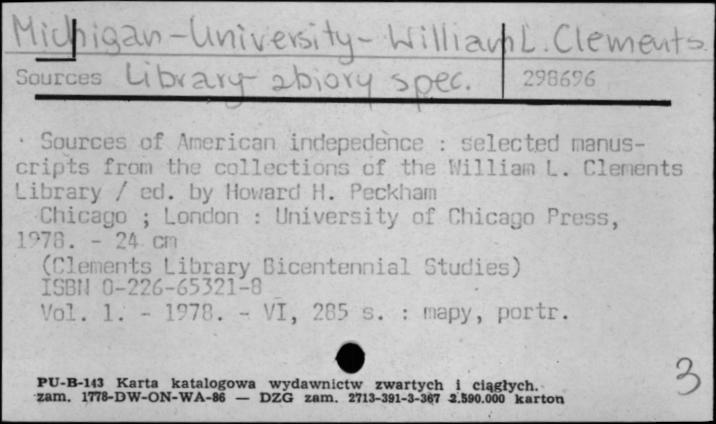 Michigan-University-William L. Clements
Sources Library-zbiory spec. 298696
Sources of American indepedence : selected manus-
cripts from the collections of the William L. Clements
Library / ed. by Howard H. Peckham
Chicago ; London : University of Chicago Press,
1978. - 24 cm
(Clements Library Bicentennial Studies)
ISBN 0-226-65321-8
Vol. 1. - 1978. - VI, 285 s. : mapy, portr.
3
PU-B-143 Karta katalogowa wydawnictw zwartych i ciągłych.
zam. 1778-DW-ON-WA-86 — DZG zam. 2713-391-3-367 2.590.000 karton